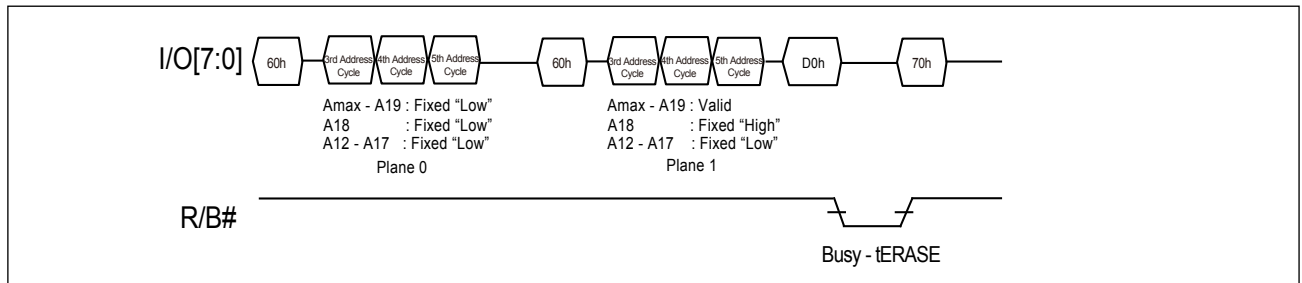 I/O[7:0] 60h 3rd Address Cycle 4th Address Cycle 5th Address Cycle 60h 3rd Address Cycle 4th Address Cycle 5th Address Cycle D0h 70h
Amax - A19 : Fixed “Low”
A18 : Fixed “Low”
A12 - A17 : Fixed “Low”
Plane 0
Amax - A19 : Valid
A18 : Fixed “High”
A12 - A17 : Fixed “Low”
Plane 1
R/B#
Busy - tERASE